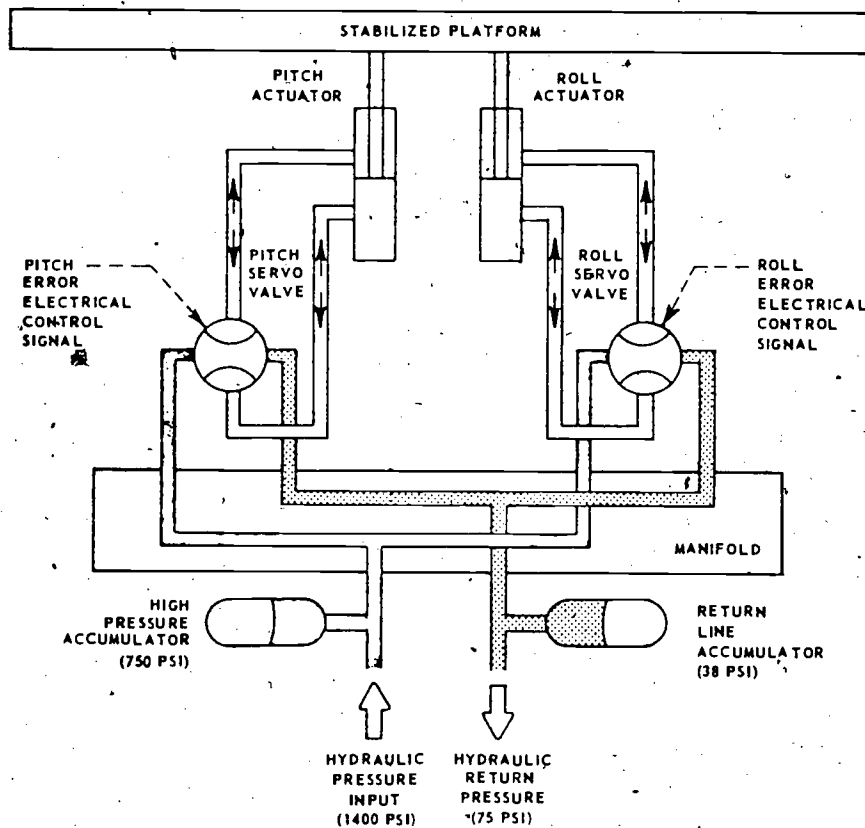 STABILIZED PLATFORM
PITCH
ACTUATOR
ROLL
ACTUATOR
PITCH
ERROR
ELECTRICAL
CONTROL
SIGNAL
PITCH
SERVO
VALVE
ROLL
SERVO
VALVE
ROLL
ERROR
ELECTRICAL
CONTROL
SIGNAL
MANIFOLD
HIGH
PRESSURE
ACCUMULATOR
(750 PSI)
RETURN
LINE
ACCUMULATOR
(38 PSI)
HYDRAULIC
PRESSURE
INPUT
(1400 PSI)
HYDRAULIC
RETURN
PRESSURE
(75 PSI)